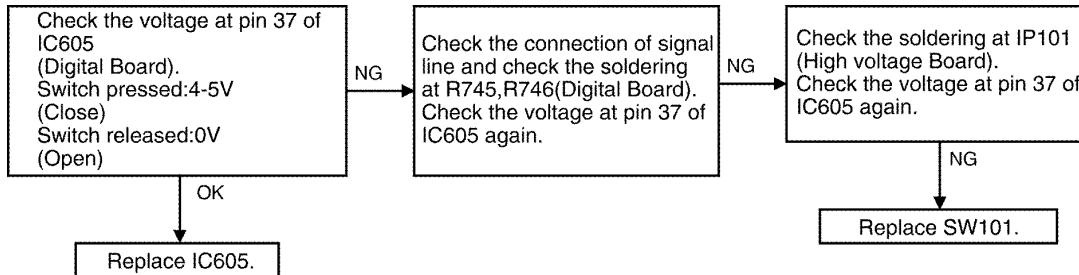 Check the voltage at pin 37 of
IC605
(Digital Board).
Switch pressed:4-5V
(Close)
Switch released:0V
(Open)
NG
Check the connection of signal
line and check the soldering
at R745,R746(Digital Board).
Check the voltage at pin 37 of
IC605 again.
NG
Check the soldering at IP101
(High voltage Board).
Check the voltage at pin 37 of
IC605 again.
OK
NG
Replace IC605.
Replace SW101.